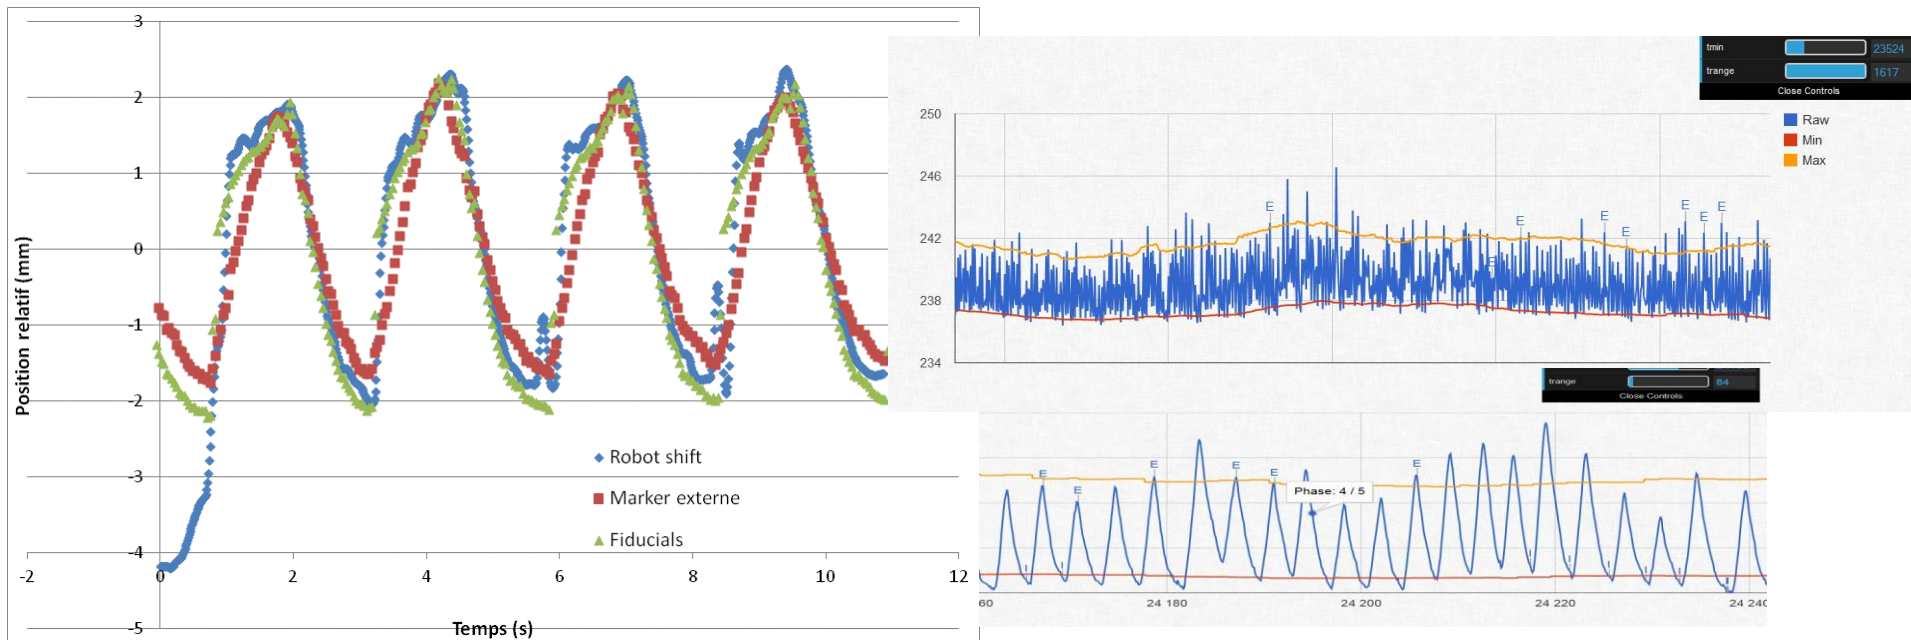 3
2
1
0
-1
-2
-3
-4
-5
-2
0
2
4
6
8
10
12
Position relatif (mm)
Temps (s)
Robot shift
Marker externe
Fiducials
tmin 23524
trange 1617
Close Controls
250
246
242
238
234
Raw
Min
Max
E
E
E
E
E
E
E
E
trange 84
Close Controls
E
E
E
E
E
E
Phase: 4 / 5
I
I
I
I
I
I
I
I
60
24 180
24 200
24 220
24 240